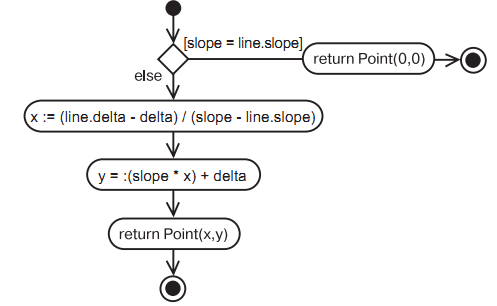 [slope = line.slope]
return Point(0,0)
else
x := (line.delta - delta) / (slope - line.slope)
y = :(slope * x) + delta
return Point(x,y)